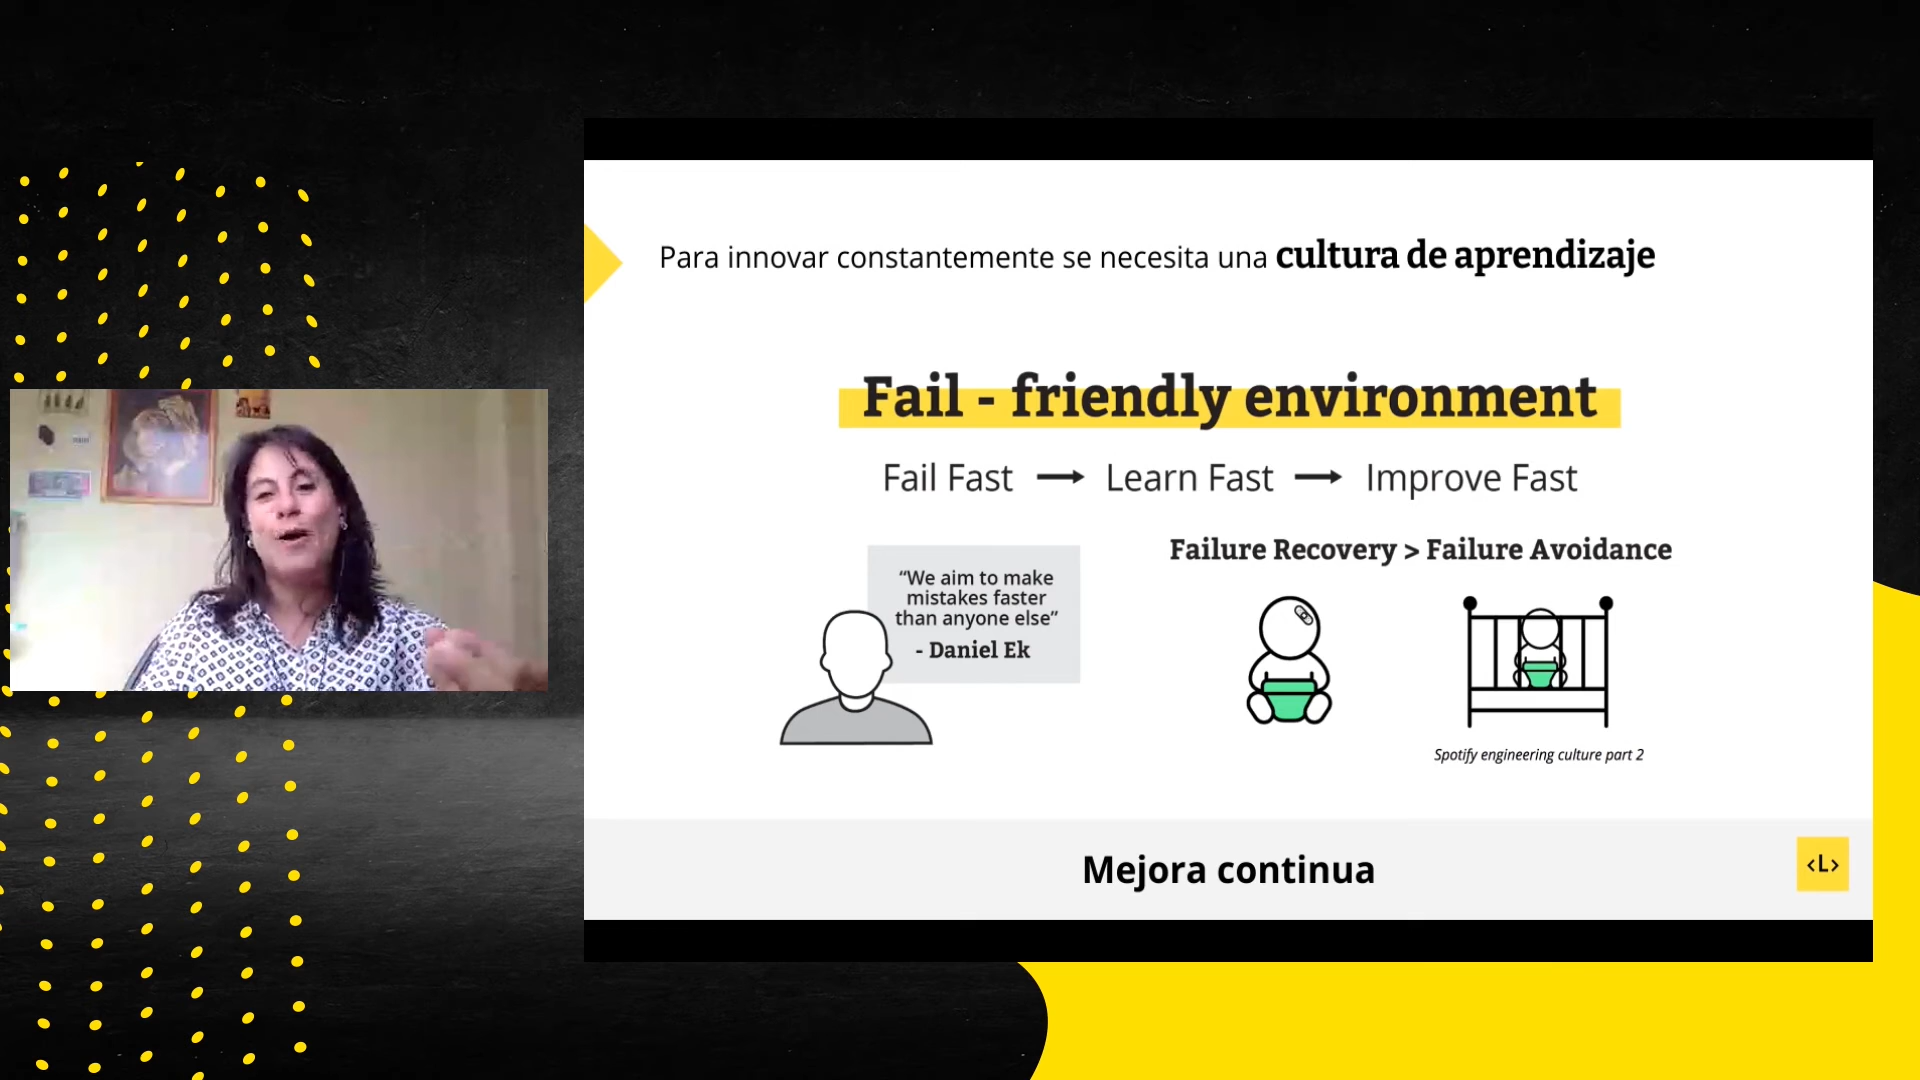 Para innovar constantemente se necesita una cultura de aprendizaje
Fail - friendly environment
Fail Fast → Learn Fast → Improve Fast
“We aim to make
mistakes faster
than anyone else”
- Daniel Ek
Failure Recovery > Failure Avoidance
Spotify engineering culture part 2
Mejora continua
<L>